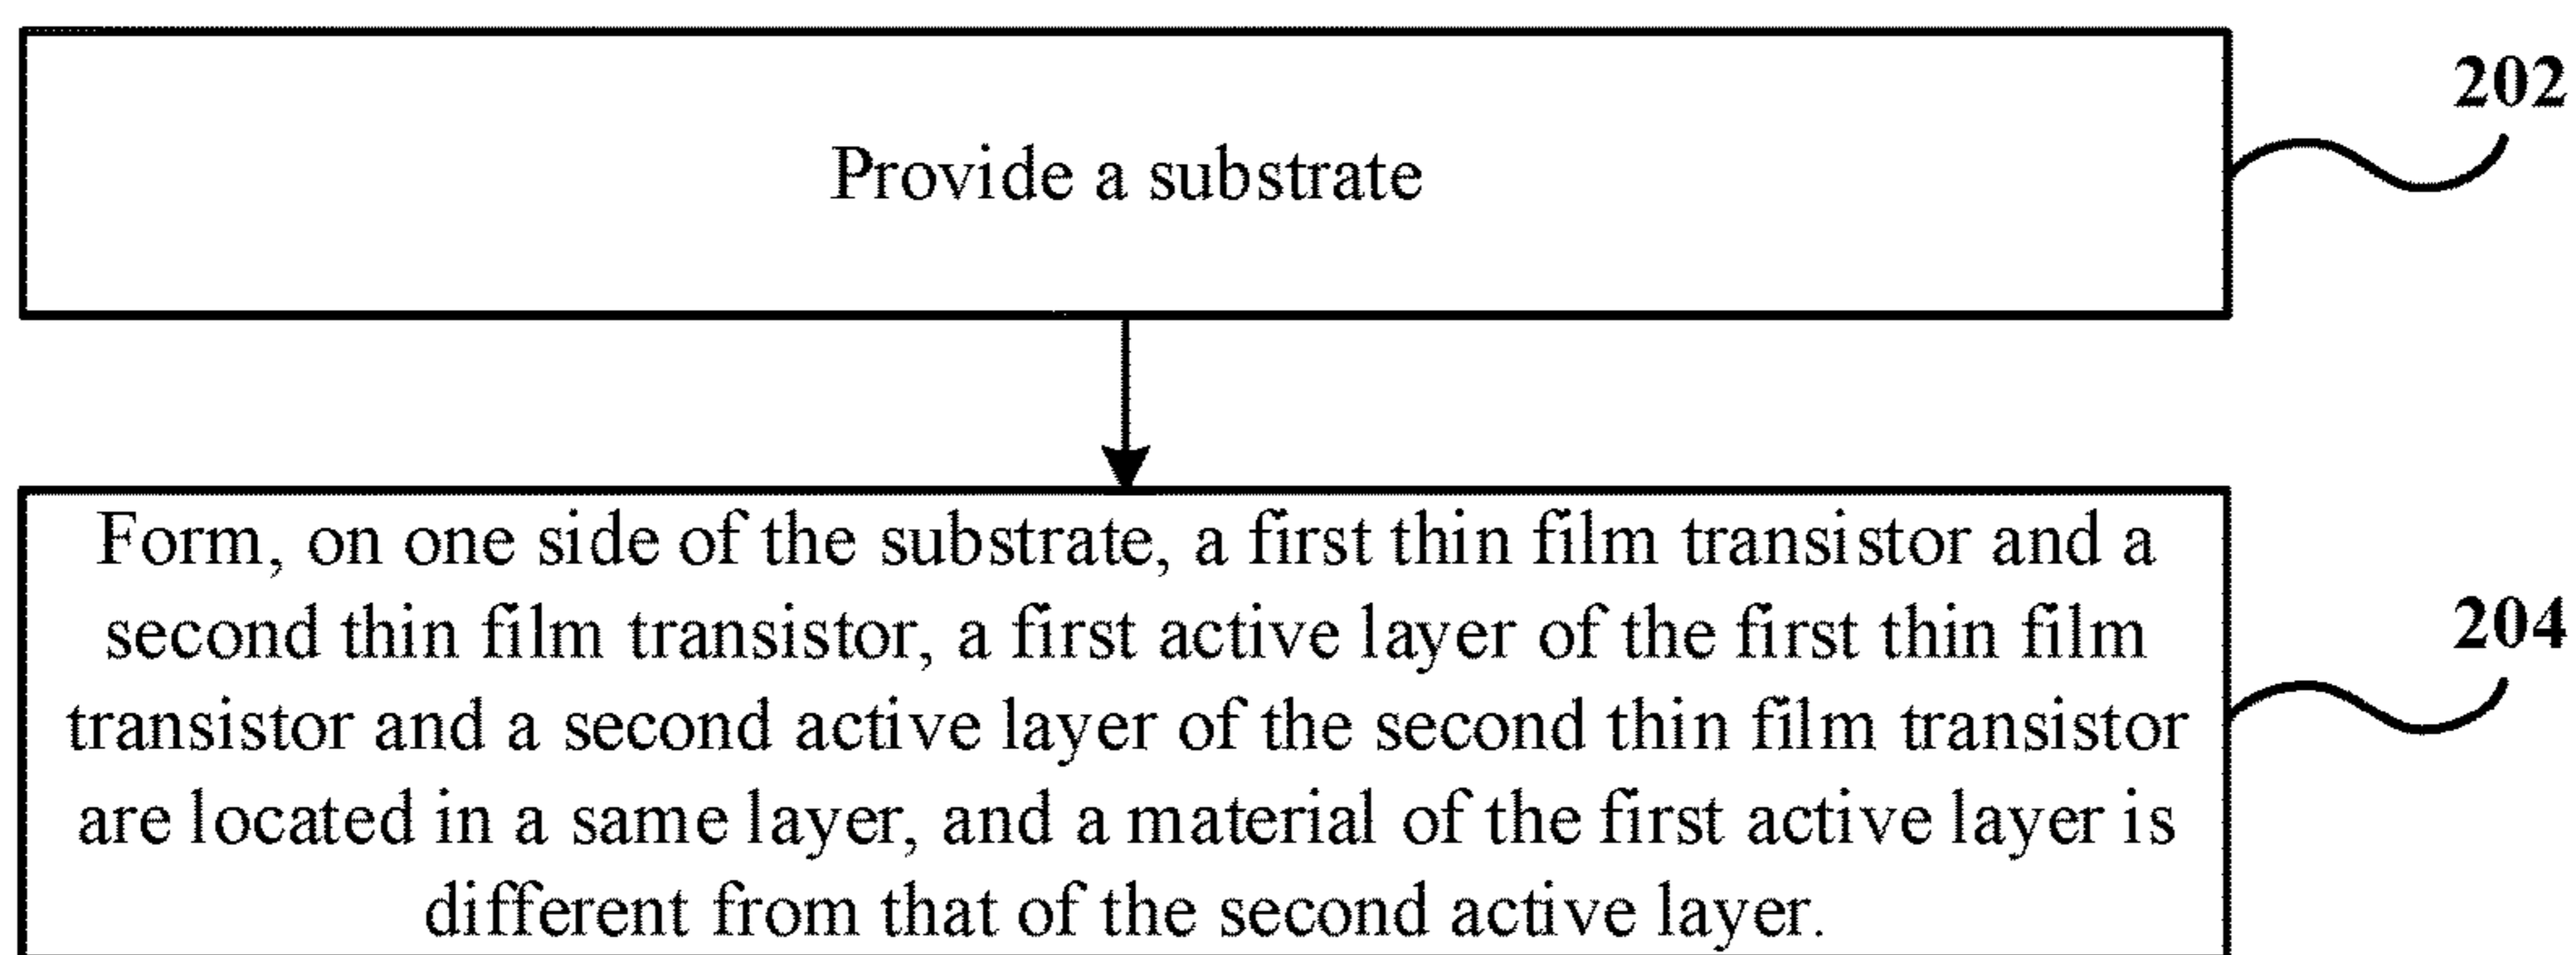 202
Provide a substrate
Form, on one side of the substrate, a first thin film transistor and a
second thin film transistor, a first active layer of the first thin film
204
transistor and a second active layer of the second thin film transistor
are located in a same layer, and a material of the first active layer is
different from that of the second active layer.